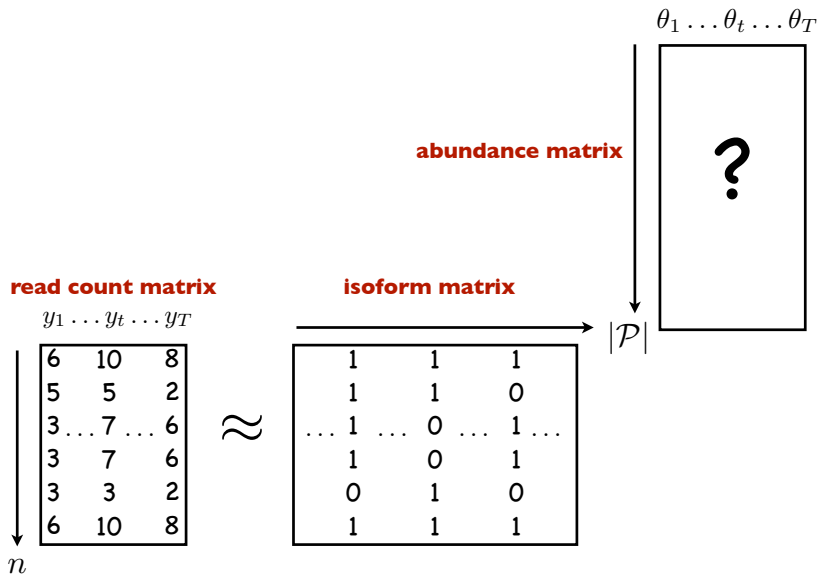 θ₁ … θₜ … θ_T
abundance matrix
?
read count matrix
isoform matrix
y₁ … yₜ … y_T
|𝒫|
6 10 8
5 5 2
3 … 7 … 6
3 7 6
3 3 2
6 10 8
≈
1 1 1
1 1 0
… 1 … 0 … 1 …
1 0 1
0 1 0
1 1 1
n